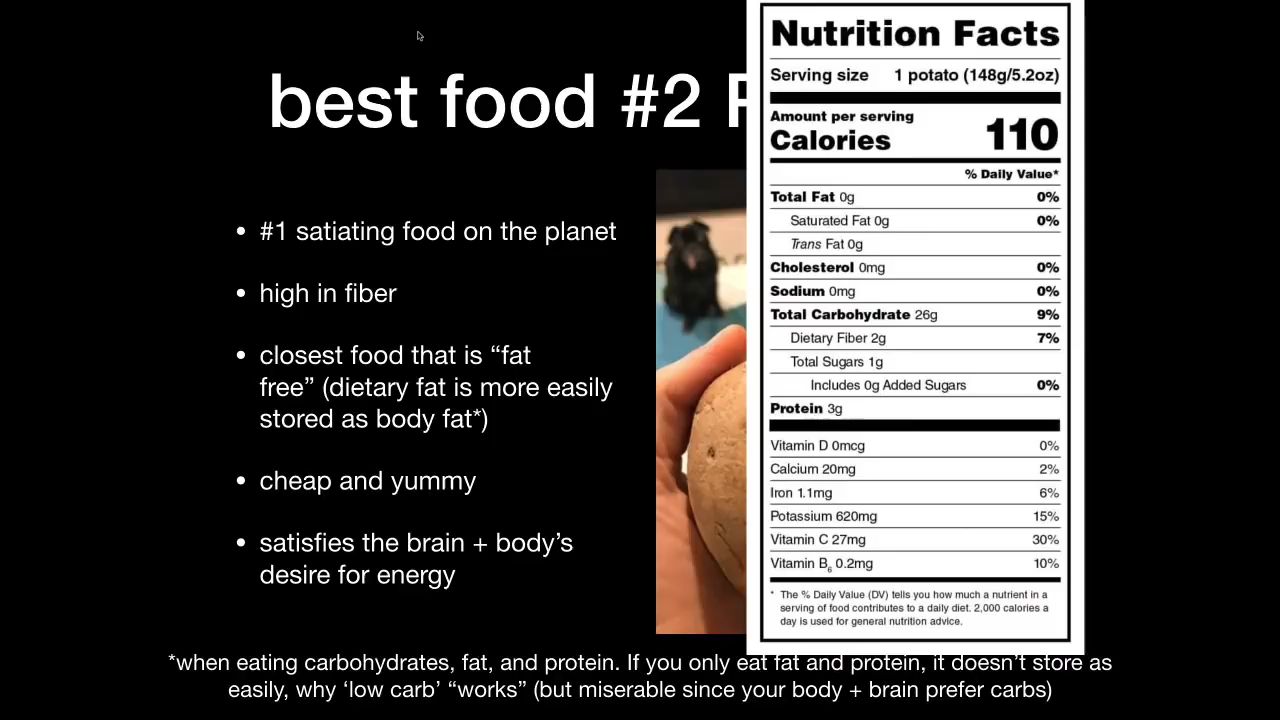 best food #2
• #1 satiating food on the planet
• high in fiber
• closest food that is “fat
free” (dietary fat is more easily
stored as body fat*)
• cheap and yummy
• satisfies the brain + body’s
desire for energy
Nutrition Facts
Serving size 1 potato (148g/5.2oz)
Amount per serving
Calories 110
% Daily Value*
Total Fat 0g 0%
Saturated Fat 0g 0%
Trans Fat 0g
Cholesterol 0mg 0%
Sodium 0mg 0%
Total Carbohydrate 26g 9%
Dietary Fiber 2g 7%
Total Sugars 1g
Includes 0g Added Sugars 0%
Protein 3g
Vitamin D 0mcg 0%
Calcium 20mg 2%
Iron 1.1mg 6%
Potassium 620mg 15%
Vitamin C 27mg 30%
Vitamin B6 0.2mg 10%
* The % Daily Value (DV) tells you how much a nutrient in a
serving of food contributes to a daily diet. 2,000 calories a
day is used for general nutrition advice.
*when eating carbohydrates, fat, and protein. If you only eat fat and protein, it doesn’t store as
easily, why ‘low carb’ “works” (but miserable since your body + brain prefer carbs)